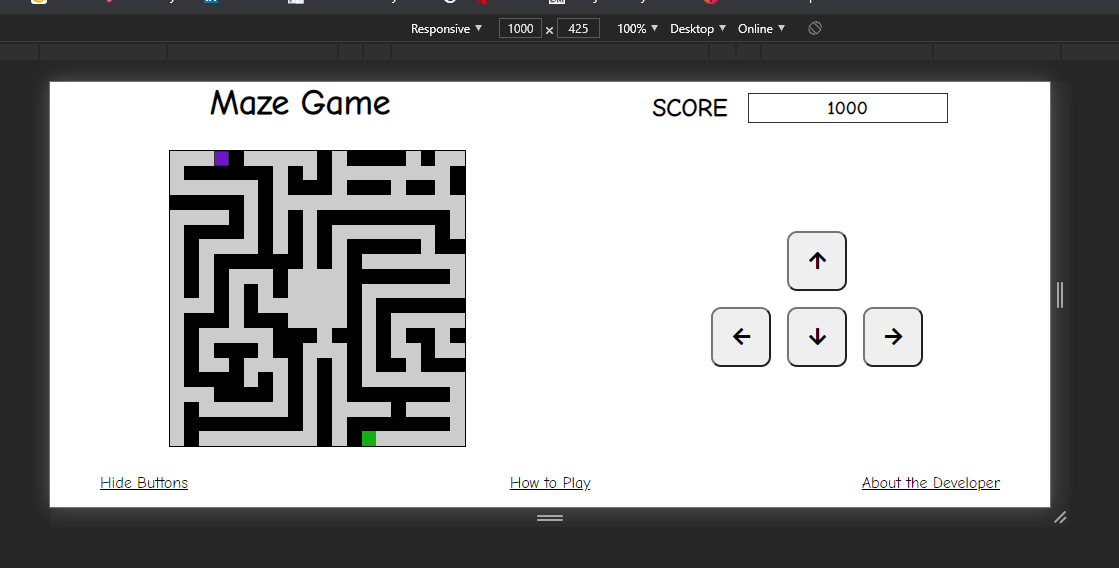 Responsive ▼ 1000 × 425 100% ▼ Desktop ▼ Online ▼
Maze Game
SCORE 1000
↑
← ↓ →
Hide Buttons How to Play About the Developer